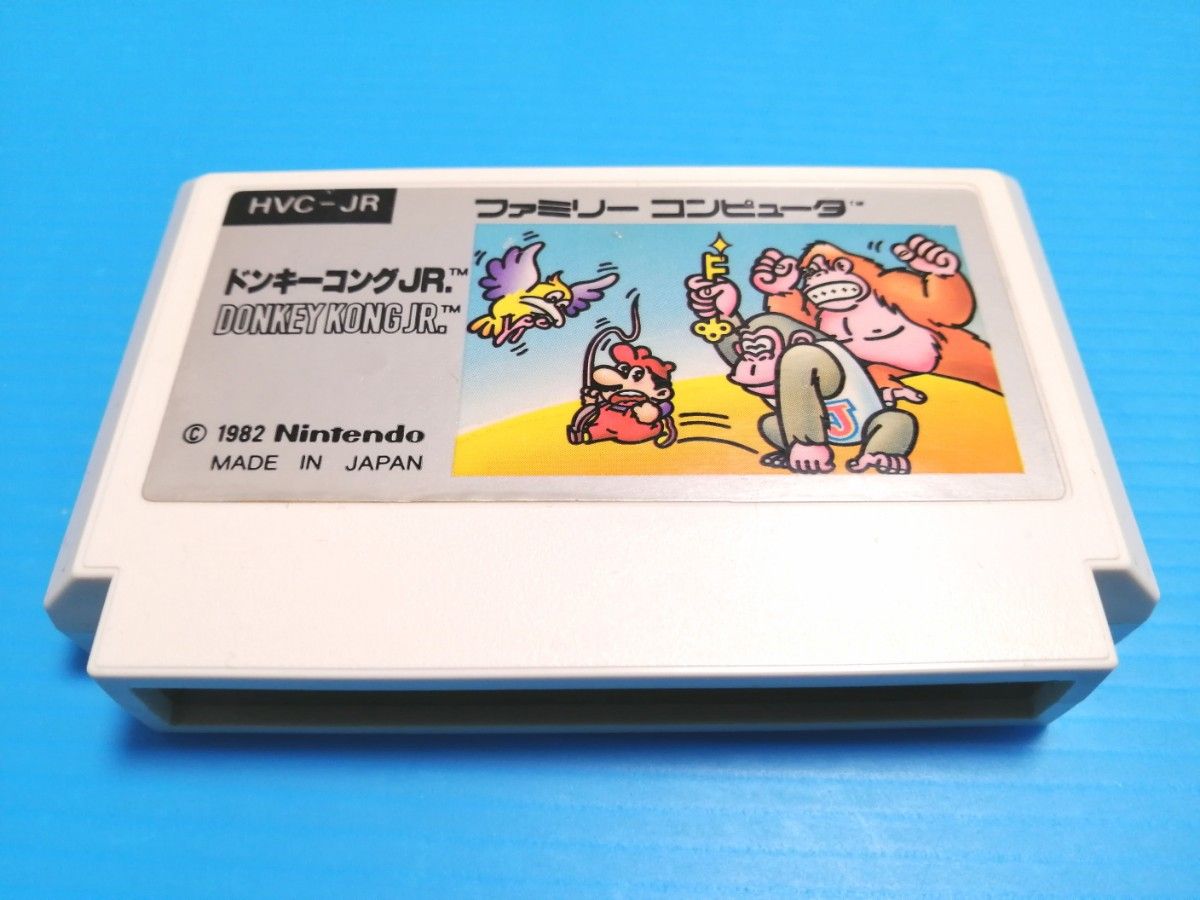 HVC-JR
ファミリー コンピュータ™
ドンキーコングJR.™
DONKEY KONG JR.™
© 1982 Nintendo
MADE IN JAPAN
J